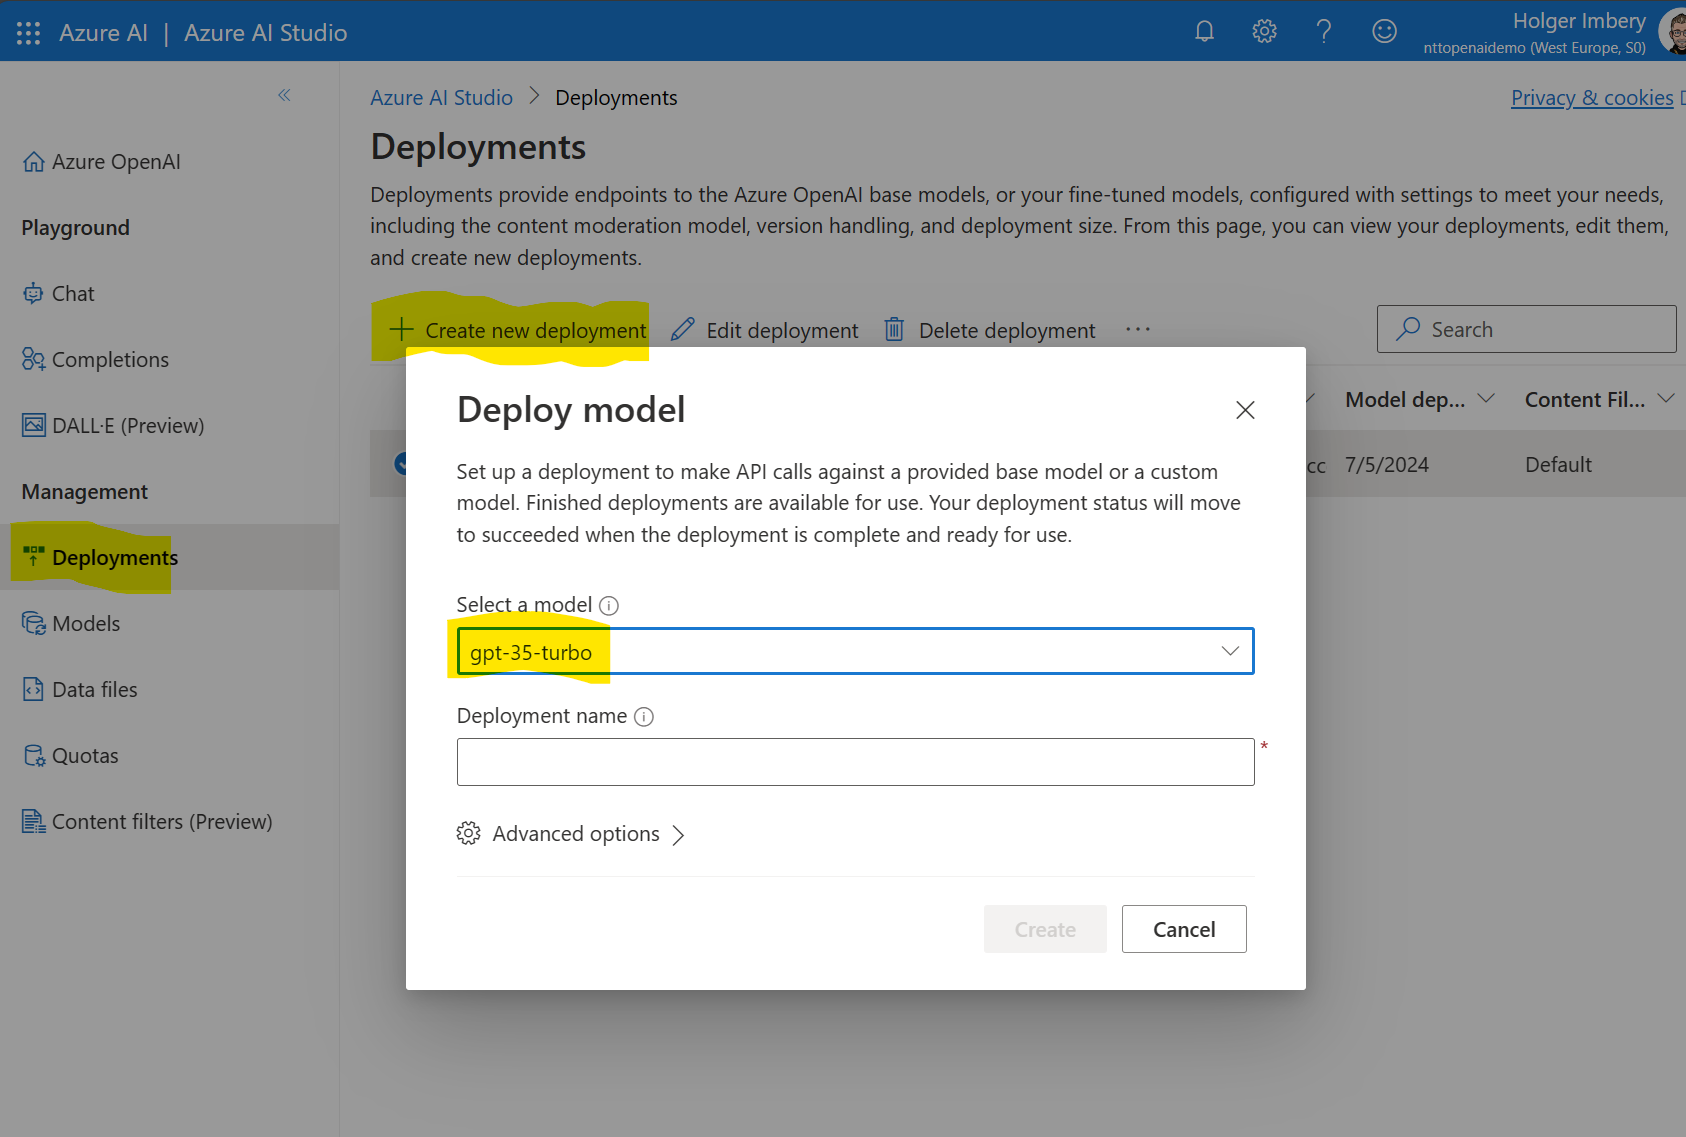 Azure AI | Azure AI Studio
Holger Imbery
nttopenaidemo (West Europe, S0)
Azure AI Studio > Deployments
Privacy & cookies
Azure OpenAI
Playground
Chat
Completions
DALL·E (Preview)
Management
Deployments
Models
Data files
Quotas
Content filters (Preview)
Deployments
Deployments provide endpoints to the Azure OpenAI base models, or your fine-tuned models, configured with settings to meet your needs,
including the content moderation model, version handling, and deployment size. From this page, you can view your deployments, edit them,
and create new deployments.
Create new deployment Edit deployment Delete deployment ···
Search
Model dep... Content Fil...
cc 7/5/2024 Default
Deploy model
Set up a deployment to make API calls against a provided base model or a custom
model. Finished deployments are available for use. Your deployment status will move
to succeeded when the deployment is complete and ready for use.
Select a model
gpt-35-turbo
Deployment name
*
Advanced options
Create Cancel